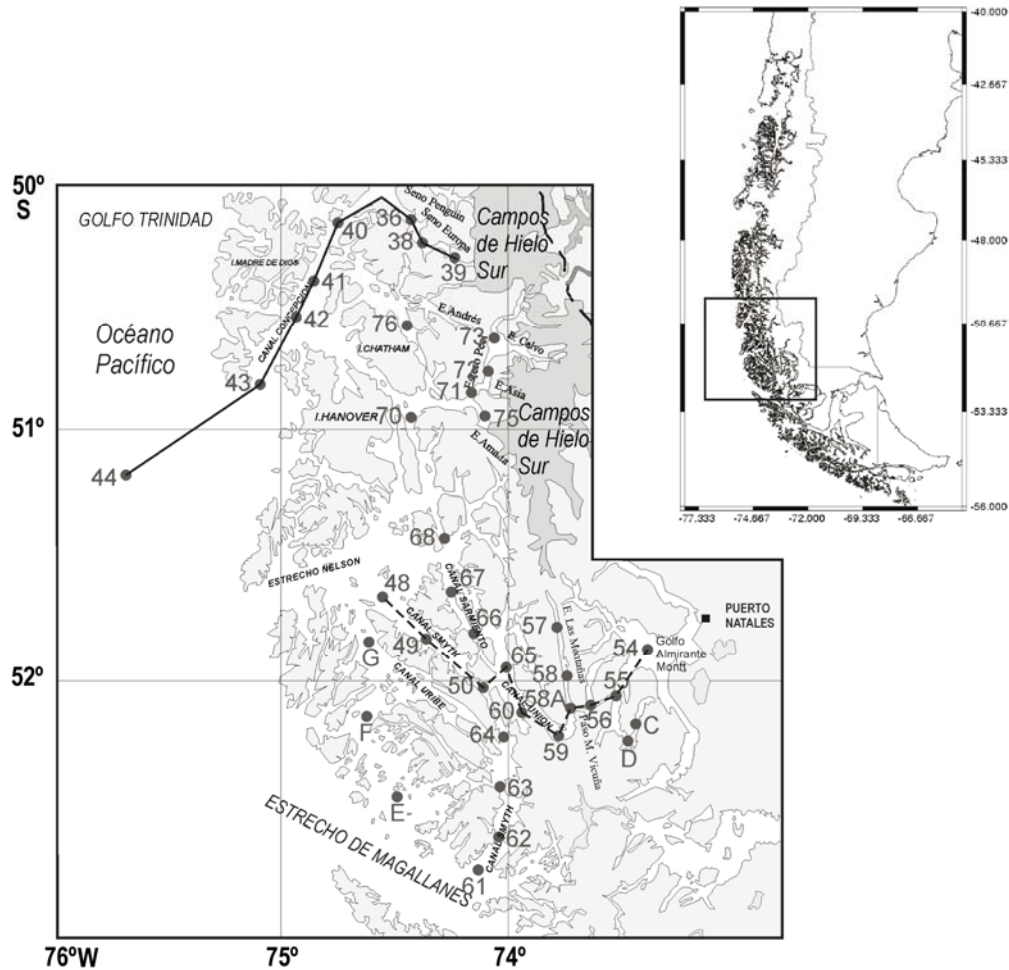 -40.000
-42.667
-45.333
-48.000
-50.667
-53.333
-56.000
-77.333
-74.667
-72.000
-69.333
-66.667
50º
S
51º
52º
76ºW
75º
74º
GOLFO TRINIDAD
Seno Penguin
Seno Europa
Campos
de Hielo
Sur
36
38
39
40
41
42
43
44
I.MADRE DE DIOS
CANAL CONCEPCION
Océano
Pacífico
E.Andrés
76
I.CHATHAM
73
E. Calvo
71
E. Asia
75
Campos
de Hielo
Sur
I.HANOVER
70
E. Amalia
68
ESTRECHO NELSON
48
67
CANAL SARMIENTO
66
CANAL SMYTH
49
G
CANAL URIBE
50
65
57
E. Las Montañas
58
54
Golfo
Almirante
Montt
PUERTO
NATALES
55
58A
CANAL UNION
60
56
59
Paso M. Vicuña
C
D
F
64
63
E
CANAL SMYTH
62
61
ESTRECHO DE MAGALLANES